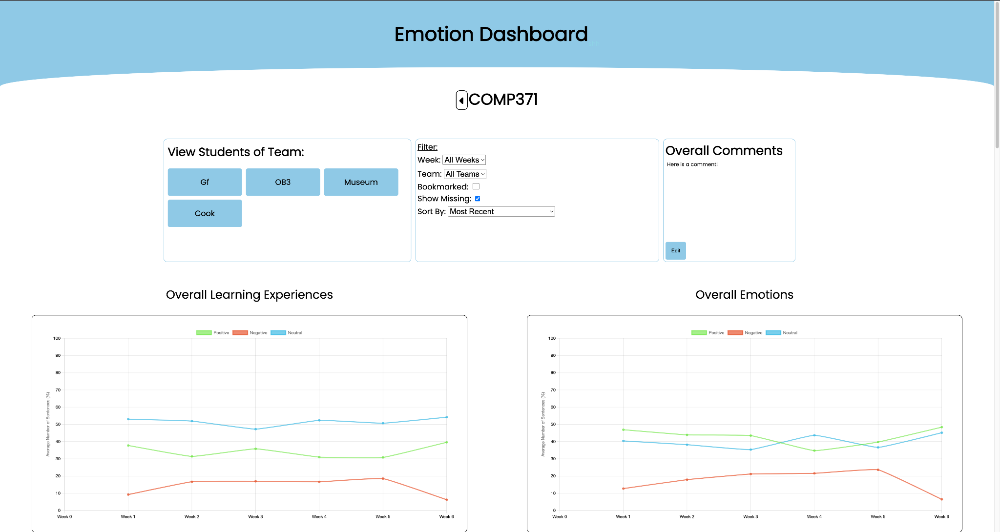 Emotion Dashboard
COMP371
View Students of Team:
Gf
OB3
Museum
Cook
Filter:
Week: All Weeks
Team: All Teams
Bookmarked:
Show Missing:
Sort By: Most Recent
Overall Comments
Here is a comment!
Edit
Overall Learning Experiences
Positive Negative Neutral
Average Number of Sentences (%)
100
90
80
70
60
50
40
30
20
10
0
Week 0 Week 1 Week 2 Week 3 Week 4 Week 5 Week 6
Overall Emotions
Positive Negative Neutral
Average Number of Sentences (%)
100
90
80
70
60
50
40
30
20
10
0
Week 0 Week 1 Week 2 Week 3 Week 4 Week 5 Week 6